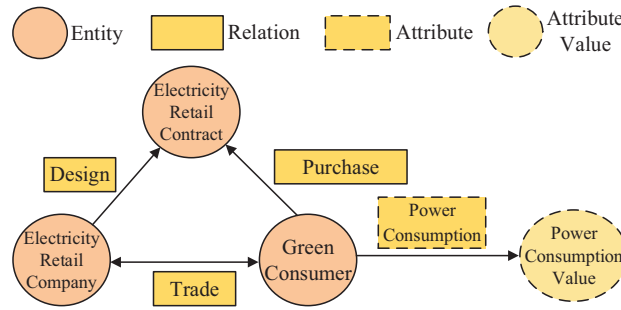 Entity
Relation
Attribute
Attribute
Value
Electricity
Retail
Contract
Design
Purchase
Power
Consumption
Electricity
Retail
Company
Trade
Green
Consumer
Power
Consumption
Value